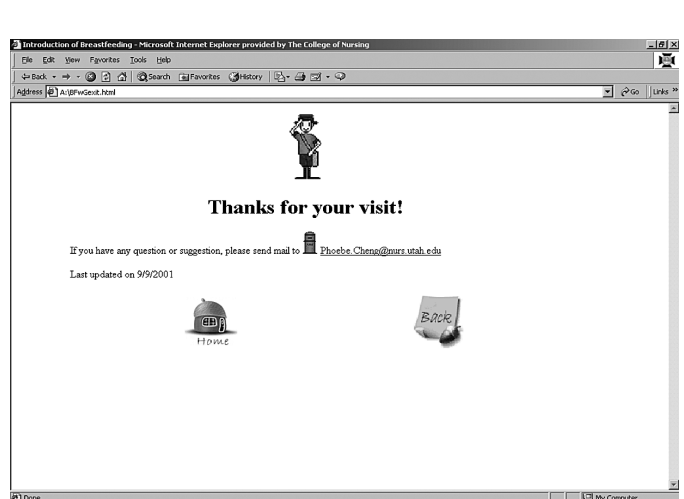 Introduction of Breastfeeding - Microsoft Internet Explorer provided by The College of Nursing
File Edit View Favorites Tools Help
Back Search Favorites History
Address A:\BFwGexit.html Go Links »
Thanks for your visit!
If you have any question or suggestion, please send mail to Phoebe.Cheng@nurs.utah.edu
Last updated on 9/9/2001
Home Back
Done My Computer